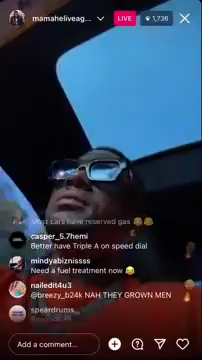 mamaheliveag...
LIVE
1,736
Most cars have reserved gas 😂😂
casper_5.7hemi
Better have Triple A on speed dial
mindyabiznissss
Need a fuel treatment now 😂
nailedit4u3
@breezy_b24k NAH THEY GROWN MEN
speardrums_
Add a comment...